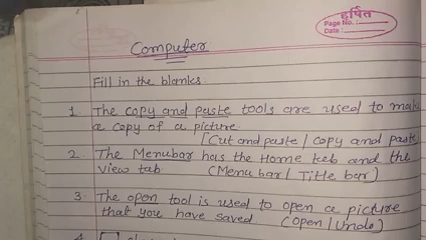 हर्षित
Page No.:
Date:
Computer
Fill in the blanks
1. The copy and paste tools are used to mak
a copy of a picture.
[Cut and paste / copy and paste
2. The Menubar has the Home tab and the
view tab (Menu bar / Title bar)
3. The open tool is used to open a picture
that you have saved. (Open / Undo)
4.